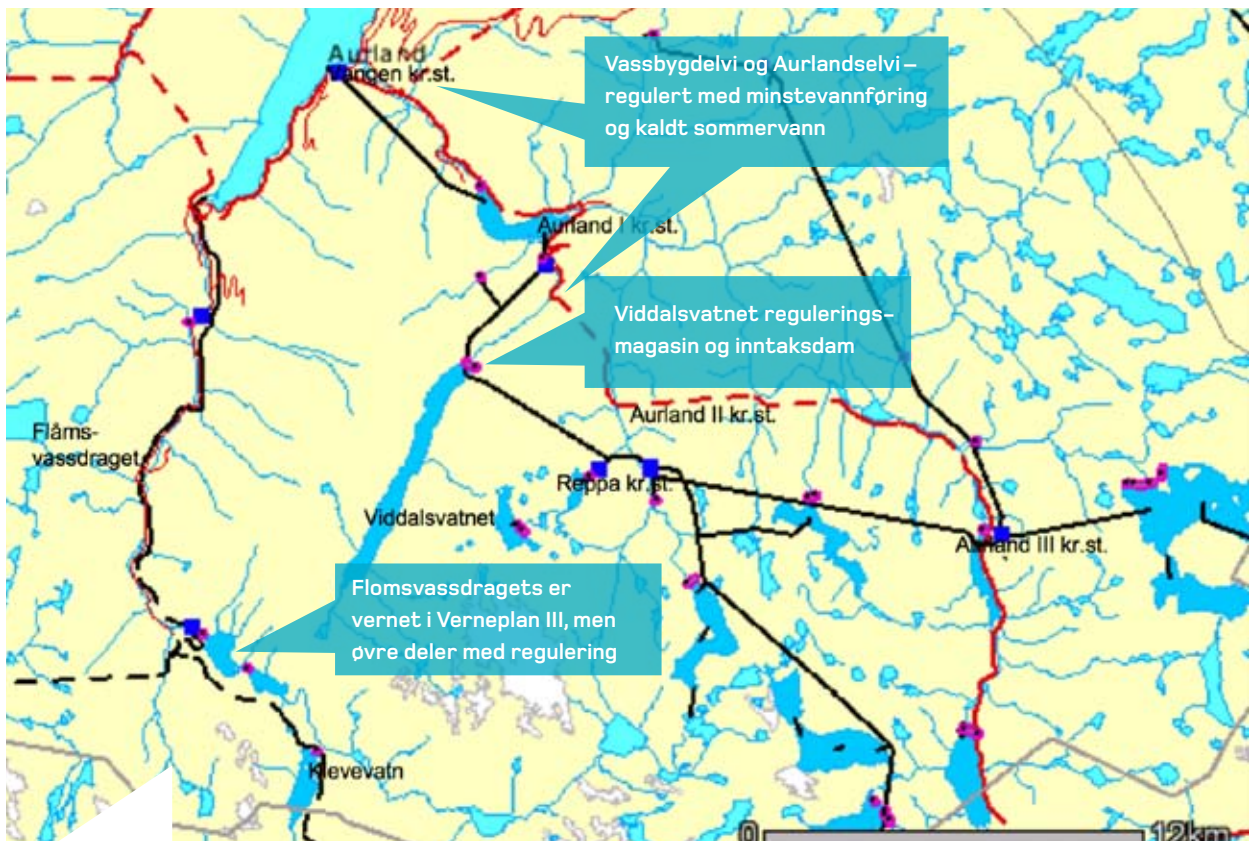 Aurland
Vangen kr.st.
Vassbygdelvi og Aurlandselvi –
regulert med minstevannføring
og kaldt sommervann
Aurland I kr.st.
Viddalsvatnet regulerings-
magasin og inntaksdam
Aurland II kr.st.
Flåms-
vassdraget
Reppa kr.st.
Viddalsvatnet
Aurland III kr.st.
Flomsvassdragets er
vernet i Verneplan III, men
øvre deler med regulering
Klevevatn
0
12km